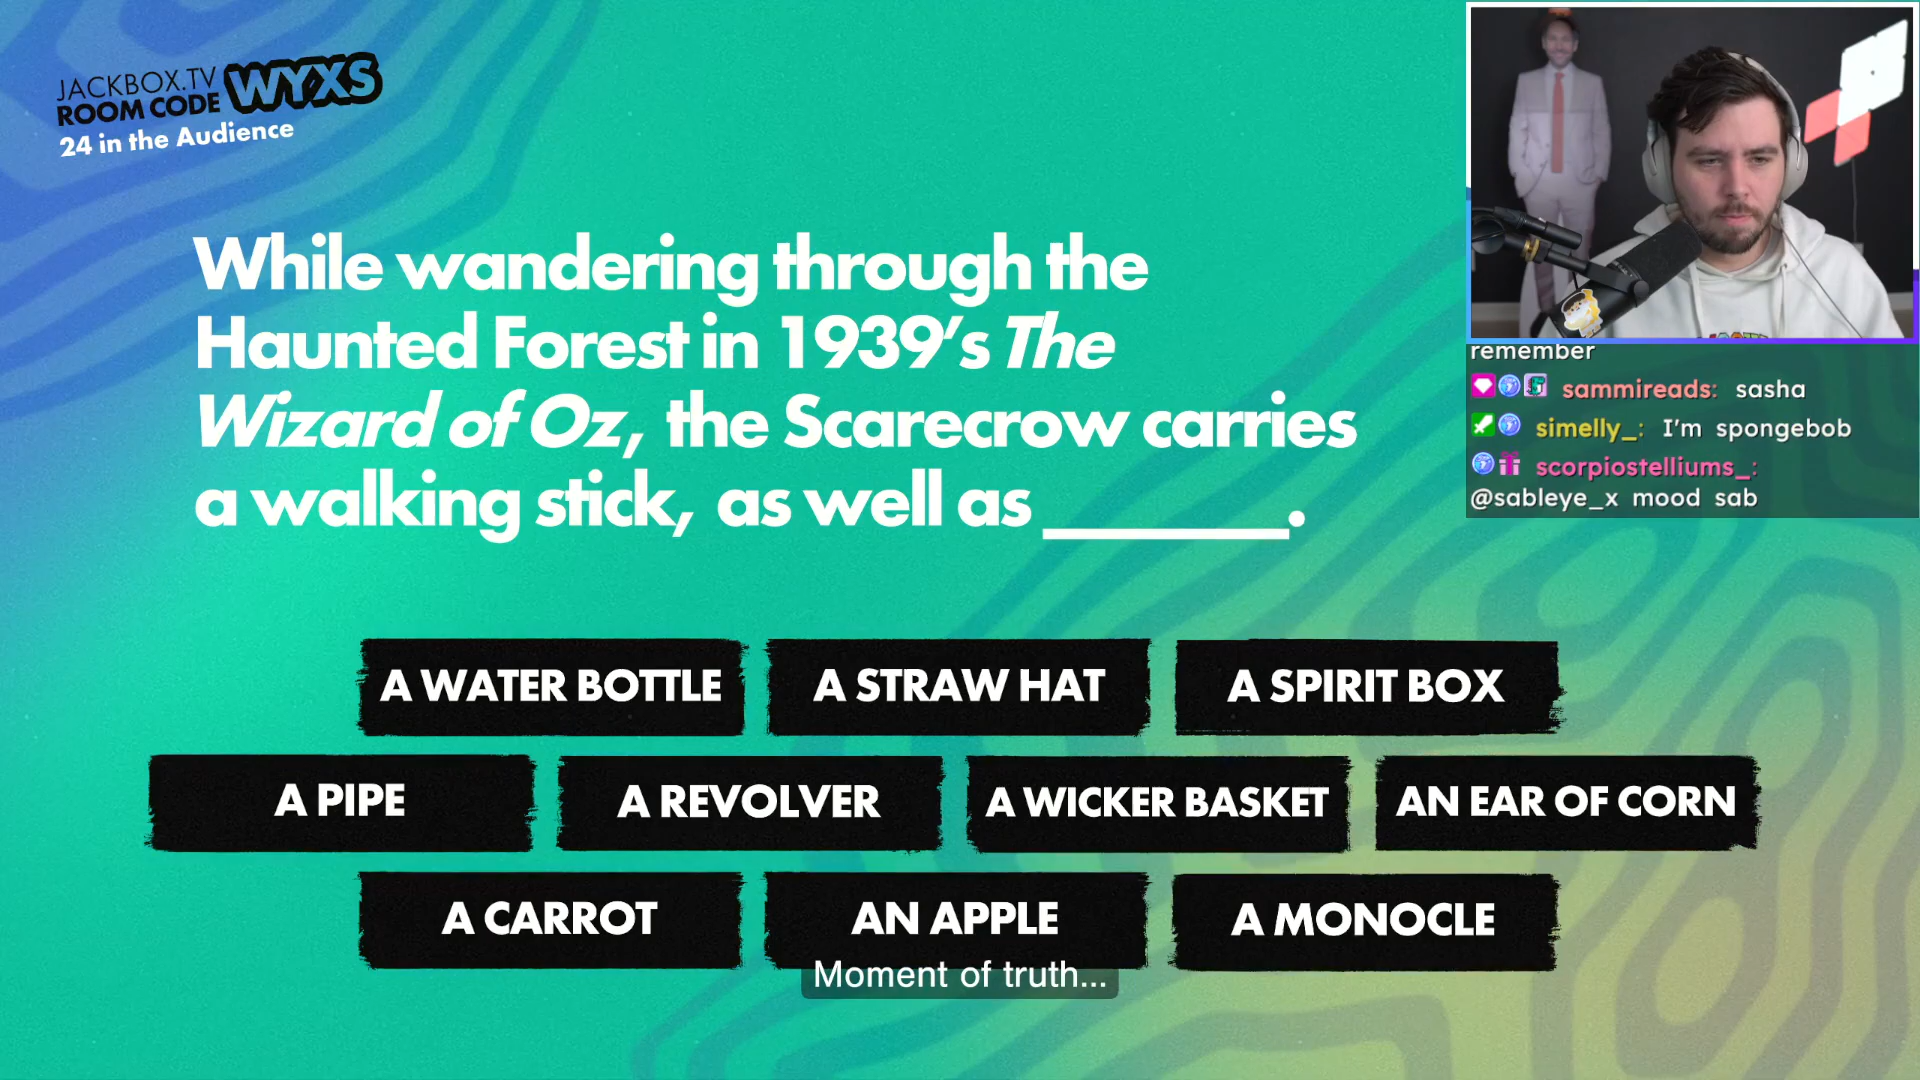 JACKBOX.TV
ROOM CODE WYXS
24 in the Audience
While wandering through the
Haunted Forest in 1939's The
Wizard of Oz, the Scarecrow carries
a walking stick, as well as ________.
remember
sammireads: sasha
simelly_: I'm spongebob
scorpiostelliums_:
@sableye_x mood sab
A WATER BOTTLE
A STRAW HAT
A SPIRIT BOX
A PIPE
A REVOLVER
A WICKER BASKET
AN EAR OF CORN
A CARROT
AN APPLE
A MONOCLE
Moment of truth...